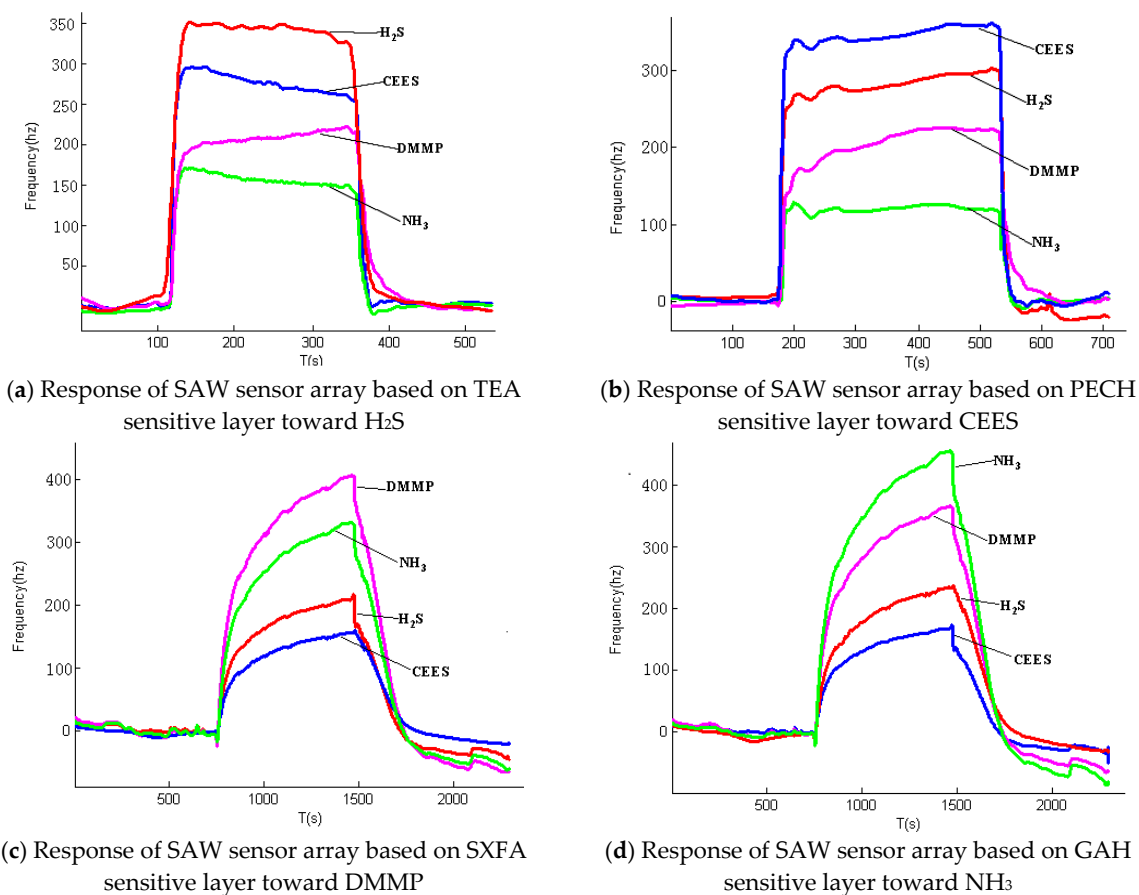 350
300
250
200
150
100
50
Frequency(hz)
H2S
CEES
DMMP
NH3
100 200 300 400 500
T(s)
(a) Response of SAW sensor array based on TEA
sensitive layer toward H2S
300
200
100
0
Frequency(hz)
CEES
H2S
DMMP
NH3
100 200 300 400 500 600 700
T(s)
(b) Response of SAW sensor array based on PECH
sensitive layer toward CEES
400
300
200
100
0
Frequency(hz)
DMMP
NH3
H2S
CEES
500 1000 1500 2000
T(s)
(c) Response of SAW sensor array based on SXFA
sensitive layer toward DMMP
400
300
200
100
0
Frequency(hz)
NH3
DMMP
H2S
CEES
500 1000 1500 2000
T(s)
(d) Response of SAW sensor array based on GAH
sensitive layer toward NH3